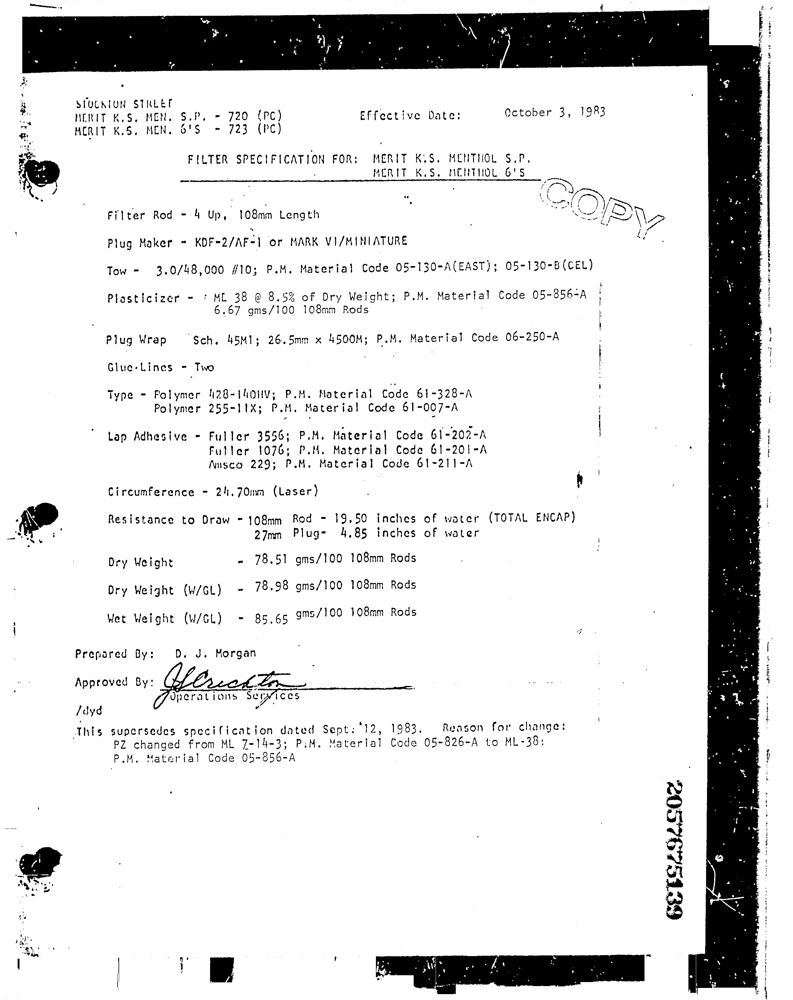 STOCKTON STREET
MERIT K.S. MEN. S.P. - 720 (PC)
MERIT K.S. MEN. 6'S - 723 (PC)
Effective Date: October 3, 1983
FILTER SPECIFICATION FOR: MERIT K.S. MENTHOL S.P.
MERIT K.S. MENTHOL 6'S
COPY
Filter Rod - 4 Up, 108mm Length
Plug Maker - KDF-2/AF-1 or MARK VI/MINIATURE
Tow - 3.0/48,000 #10; P.M. Material Code 05-130-A(EAST); 05-130-B(CEL)
Plasticizer - ML 38 @ 8.5% of Dry Weight; P.M. Material Code 05-856-A
6.67 gms/100 108mm Rods
Plug Wrap Sch. 45M1; 26.5mm x 4500M; P.M. Material Code 06-250-A
Glue Lines - Two
Type - Polymer 428-140HV; P.M. Material Code 61-328-A
Polymer 255-11X; P.M. Material Code 61-007-A
Lap Adhesive - Fuller 3556; P.M. Material Code 61-202-A
Fuller 1076; P.M. Material Code 61-201-A
Amsco 229; P.M. Material Code 61-211-A
Circumference - 24.70mm (Laser)
Resistance to Draw - 108mm Rod - 19.50 inches of water (TOTAL ENCAP)
27mm Plug- 4.85 inches of water
Dry Weight - 78.51 gms/100 108mm Rods
Dry Weight (W/GL) - 78.98 gms/100 108mm Rods
Wet Weight (W/GL) - 85.65 gms/100 108mm Rods
Prepared By: D. J. Morgan
Approved By: J S Crichton
Operations Services
/dyd
This supersedes specification dated Sept. 12, 1983. Reason for change:
PZ changed from ML 7-14-3; P.M. Material Code 05-826-A to ML-38;
P.M. Material Code 05-856-A
2057675139